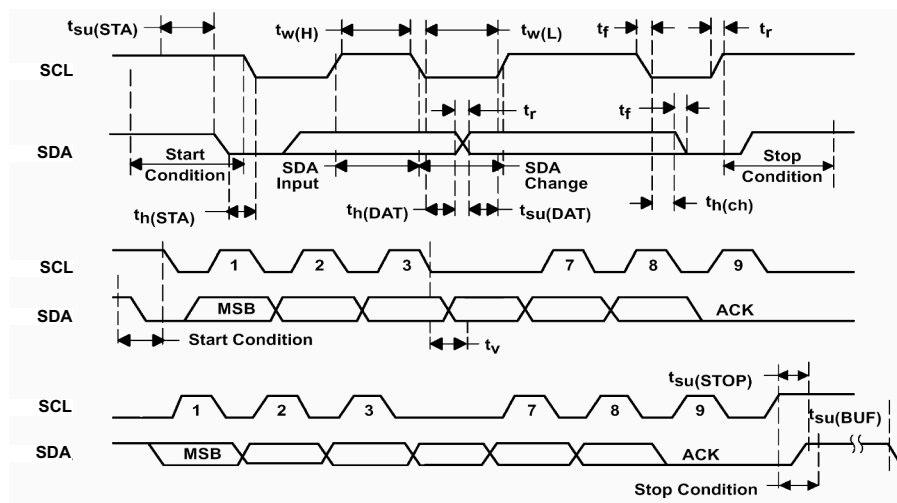 tsu(STA) tw(H) tw(L) tf tr
SCL
tr tf
SDA
Start Condition SDA Input SDA Change Stop Condition
th(STA) th(DAT) tsu(DAT) th(ch)
SCL 1 2 3 7 8 9
SDA MSB ACK
Start Condition tv
tsu(STOP)
SCL 1 2 3 7 8 9
tsu(BUF)
SDA MSB ACK
Stop Condition